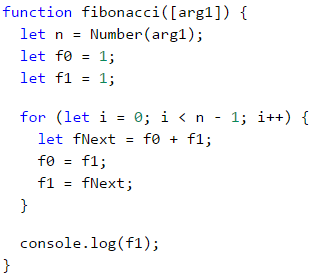 function fibonacci([arg1]) {
  let n = Number(arg1);
  let f0 = 1;
  let f1 = 1;

  for (let i = 0; i < n - 1; i++) {
    let fNext = f0 + f1;
    f0 = f1;
    f1 = fNext;
  }

  console.log(f1);
}